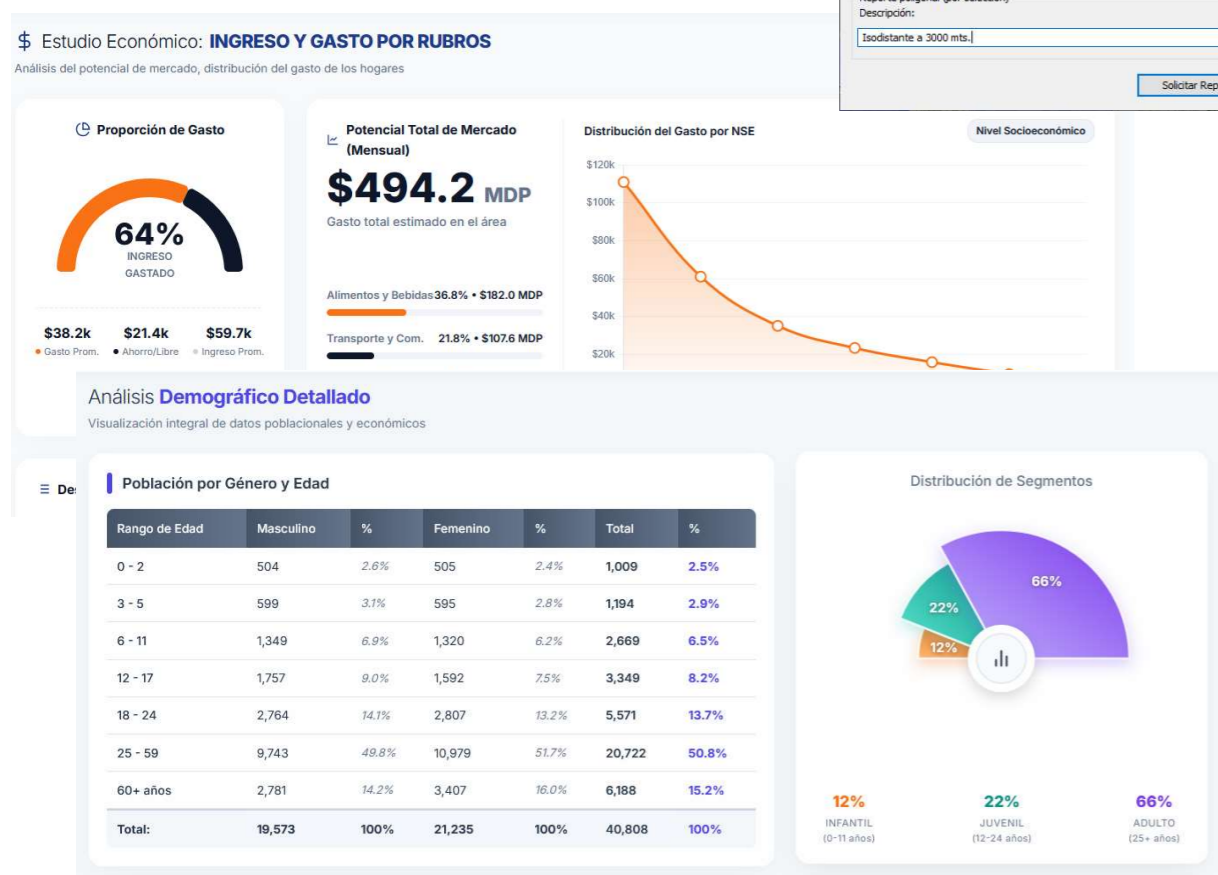 Descripción:
Isodistante a 3000 mts.
Solicitar Rep
$ Estudio Económico: INGRESO Y GASTO POR RUBROS
Análisis del potencial de mercado, distribución del gasto de los hogares
Proporción de Gasto
64%
INGRESO
GASTADO
$38.2k $21.4k $59.7k
Gasto Prom. Ahorro/Libre Ingreso Prom.
Potencial Total de Mercado
(Mensual)
$494.2 MDP
Gasto total estimado en el área
Alimentos y Bebidas 36.8% • $182.0 MDP
Transporte y Com. 21.8% • $107.6 MDP
Distribución del Gasto por NSE
Nivel Socioeconómico
$120k
$100k
$80k
$60k
$40k
$20k
Análisis Demográfico Detallado
Visualización integral de datos poblacionales y económicos
Población por Género y Edad
Rango de Edad Masculino % Femenino % Total %
0 - 2 504 2.6% 505 2.4% 1,009 2.5%
3 - 5 599 3.1% 595 2.8% 1,194 2.9%
6 - 11 1,349 6.9% 1,320 6.2% 2,669 6.5%
12 - 17 1,757 9.0% 1,592 7.5% 3,349 8.2%
18 - 24 2,764 14.1% 2,807 13.2% 5,571 13.7%
25 - 59 9,743 49.8% 10,979 51.7% 20,722 50.8%
60+ años 2,781 14.2% 3,407 16.0% 6,188 15.2%
Total: 19,573 100% 21,235 100% 40,808 100%
Distribución de Segmentos
66%
22%
12%
12% 22% 66%
INFANTIL JUVENIL ADULTO
(0-11 años) (12-24 años) (25+ años)